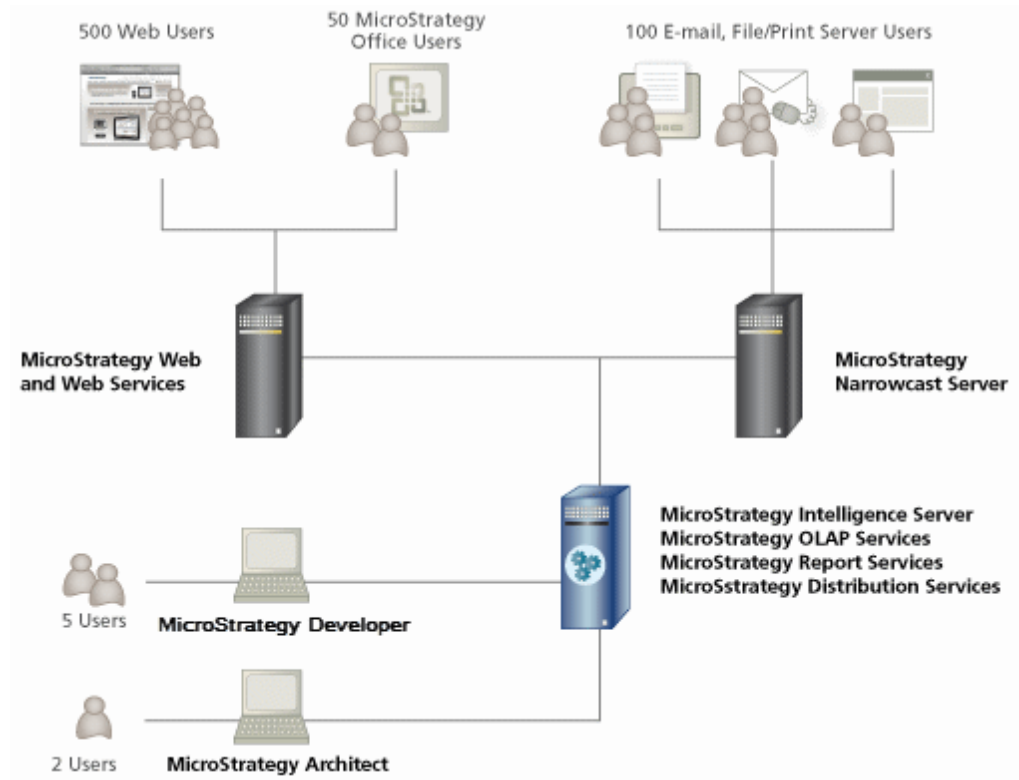 500 Web Users
50 MicroStrategy
Office Users
100 E-mail, File/Print Server Users
MicroStrategy Web
and Web Services
MicroStrategy
Narrowcast Server
MicroStrategy Intelligence Server
MicroStrategy OLAP Services
MicroStrategy Report Services
MicroSstrategy Distribution Services
5 Users
MicroStrategy Developer
2 Users
MicroStrategy Architect